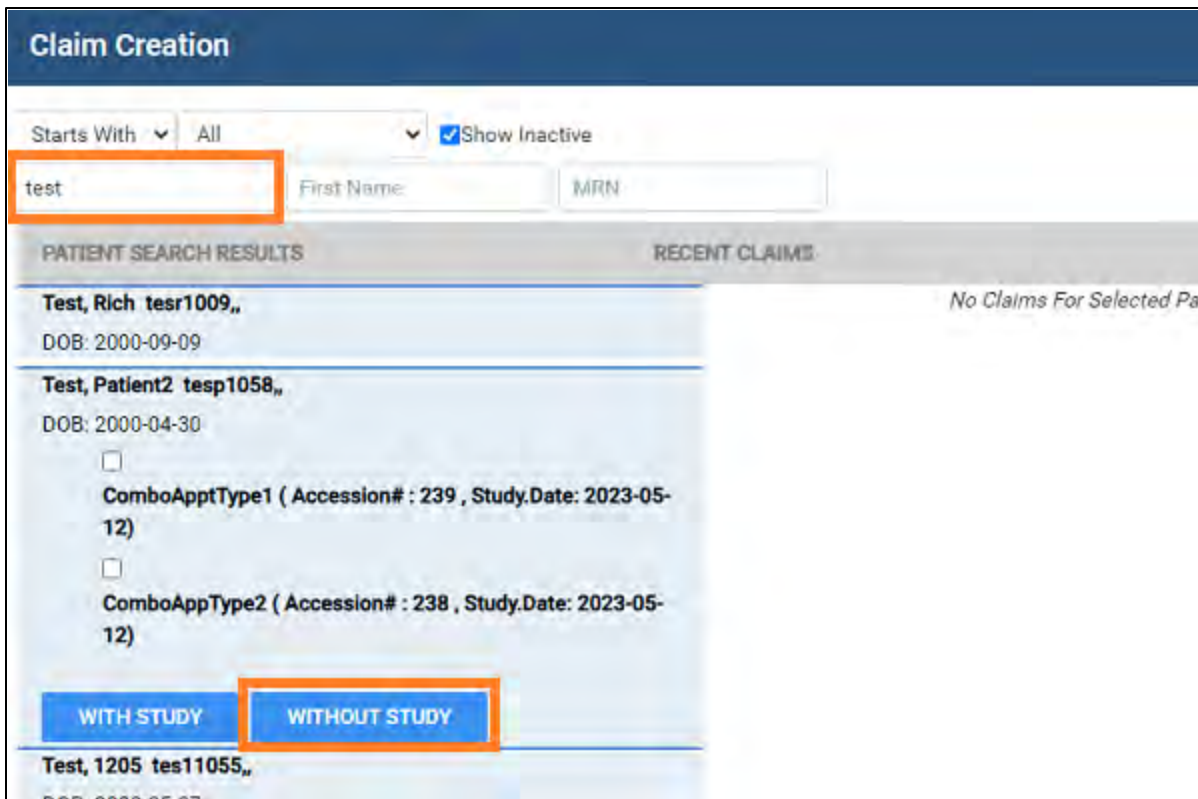 Claim Creation
Starts With All Show Inactive
test First Name MRN
PATIENT SEARCH RESULTS RECENT CLAIMS
Test, Rich tesr1009,,
No Claims For Selected Pa
DOB: 2000-09-09
Test, Patient2 tesp1058,,
DOB: 2000-04-30
ComboApptType1 ( Accession# : 239 , Study.Date: 2023-05-
12)
ComboAppType2 ( Accession# : 238 , Study.Date: 2023-05-
12)
WITH STUDY WITHOUT STUDY
Test, 1205 tes11055,,